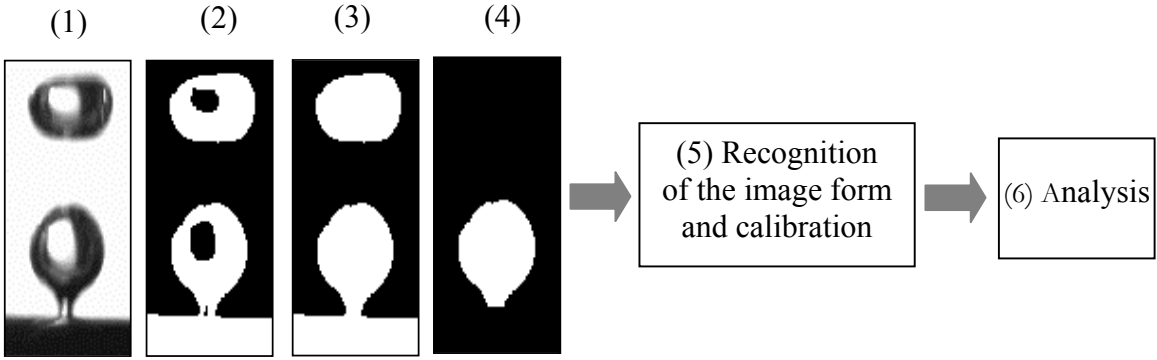 (1)
(2)
(3)
(4)
(5) Recognition
of the image form
and calibration
(6) Analysis